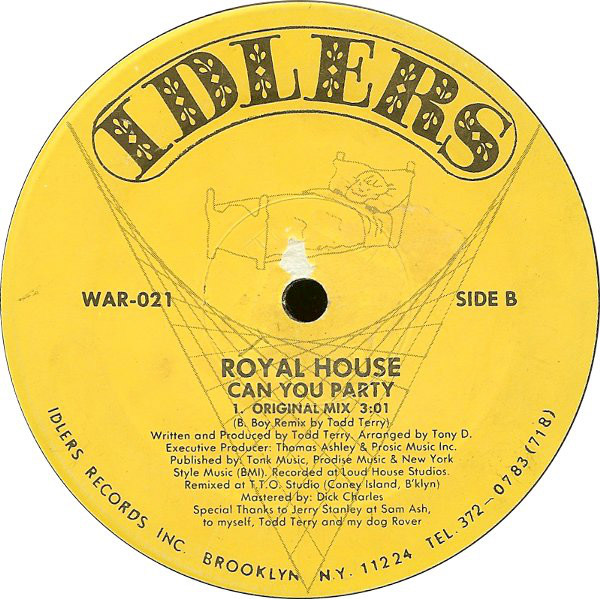 IDLERS
WAR-021
SIDE B
ROYAL HOUSE
CAN YOU PARTY
1. ORIGINAL MIX 3:01
(B. Boy Remix by Todd Terry)
Written and Produced by Todd Terry. Arranged by Tony D.
Executive Producer: Thomas Ashley & Prosic Music Inc.
Published by: Tonk Music, Prodise Music & New York
Style Music (BMI). Recorded at Loud House Studios.
Remixed at T.T.O. Studio (Coney Island, B'klyn)
Mastered by: Dick Charles
Special Thanks to Jerry Stanley at Sam Ash,
to myself, Todd Terry and my dog Rover
IDLERS RECORDS INC. BROOKLYN N.Y. 11224 TEL. 372-0783 (718)